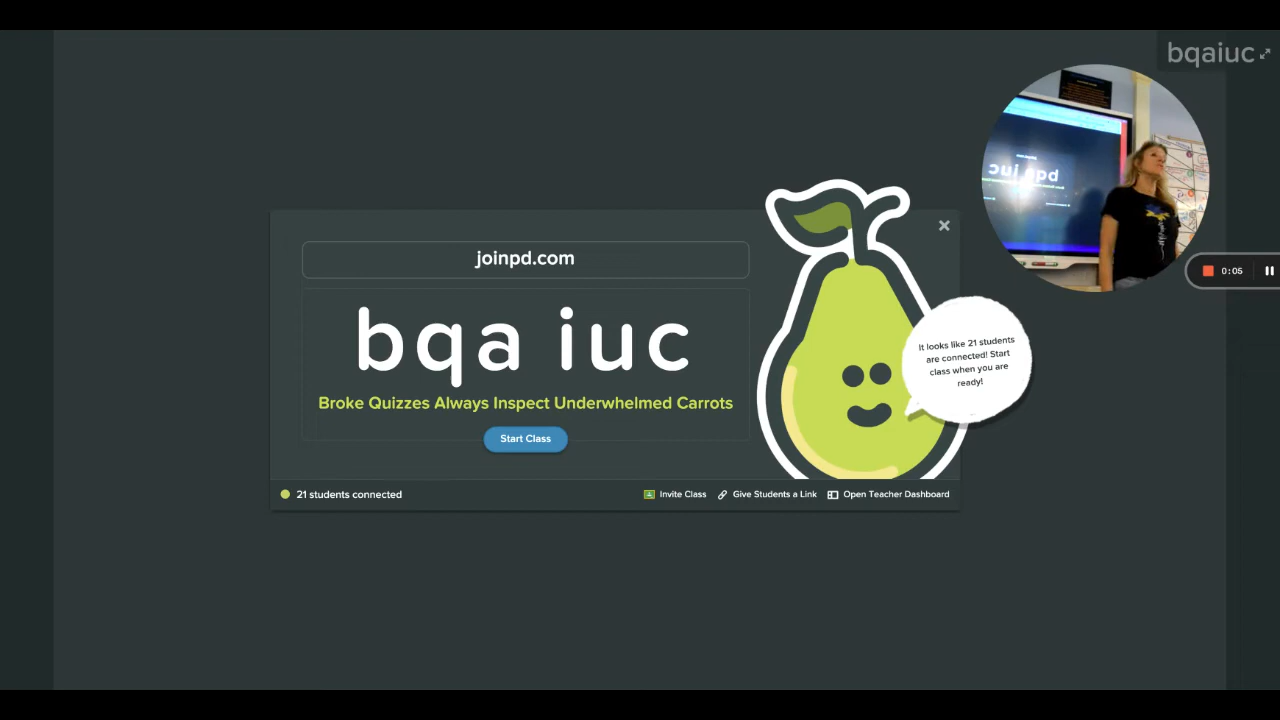 bqaiuc
joinpd.com
bqa iuc
Broke Quizzes Always Inspect Underwhelmed Carrots
Start Class
It looks like 21 students
are connected! Start
class when you are
ready!
0:05
21 students connected
Invite Class
Give Students a Link
Open Teacher Dashboard